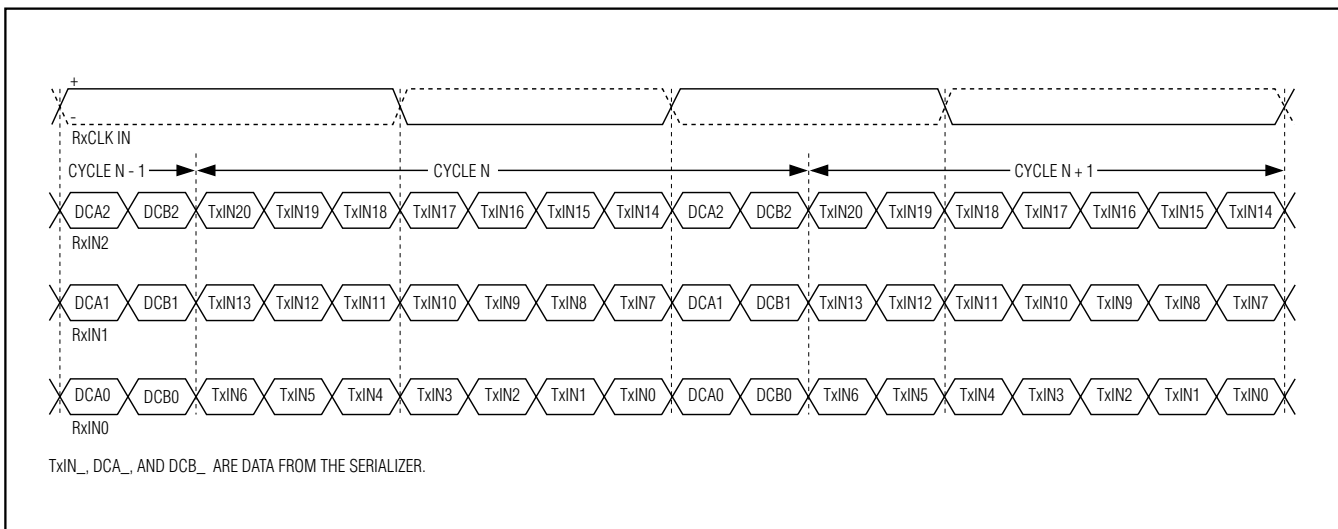 +
-
RxCLK IN
CYCLE N - 1 CYCLE N CYCLE N + 1
DCA2 DCB2 TxIN20 TxIN19 TxIN18 TxIN17 TxIN16 TxIN15 TxIN14 DCA2 DCB2 TxIN20 TxIN19 TxIN18 TxIN17 TxIN16 TxIN15 TxIN14
RxIN2
DCA1 DCB1 TxIN13 TxIN12 TxIN11 TxIN10 TxIN9 TxIN8 TxIN7 DCA1 DCB1 TxIN13 TxIN12 TxIN11 TxIN10 TxIN9 TxIN8 TxIN7
RxIN1
DCA0 DCB0 TxIN6 TxIN5 TxIN4 TxIN3 TxIN2 TxIN1 TxIN0 DCA0 DCB0 TxIN6 TxIN5 TxIN4 TxIN3 TxIN2 TxIN1 TxIN0
RxIN0
TxIN_, DCA_, AND DCB_ ARE DATA FROM THE SERIALIZER.